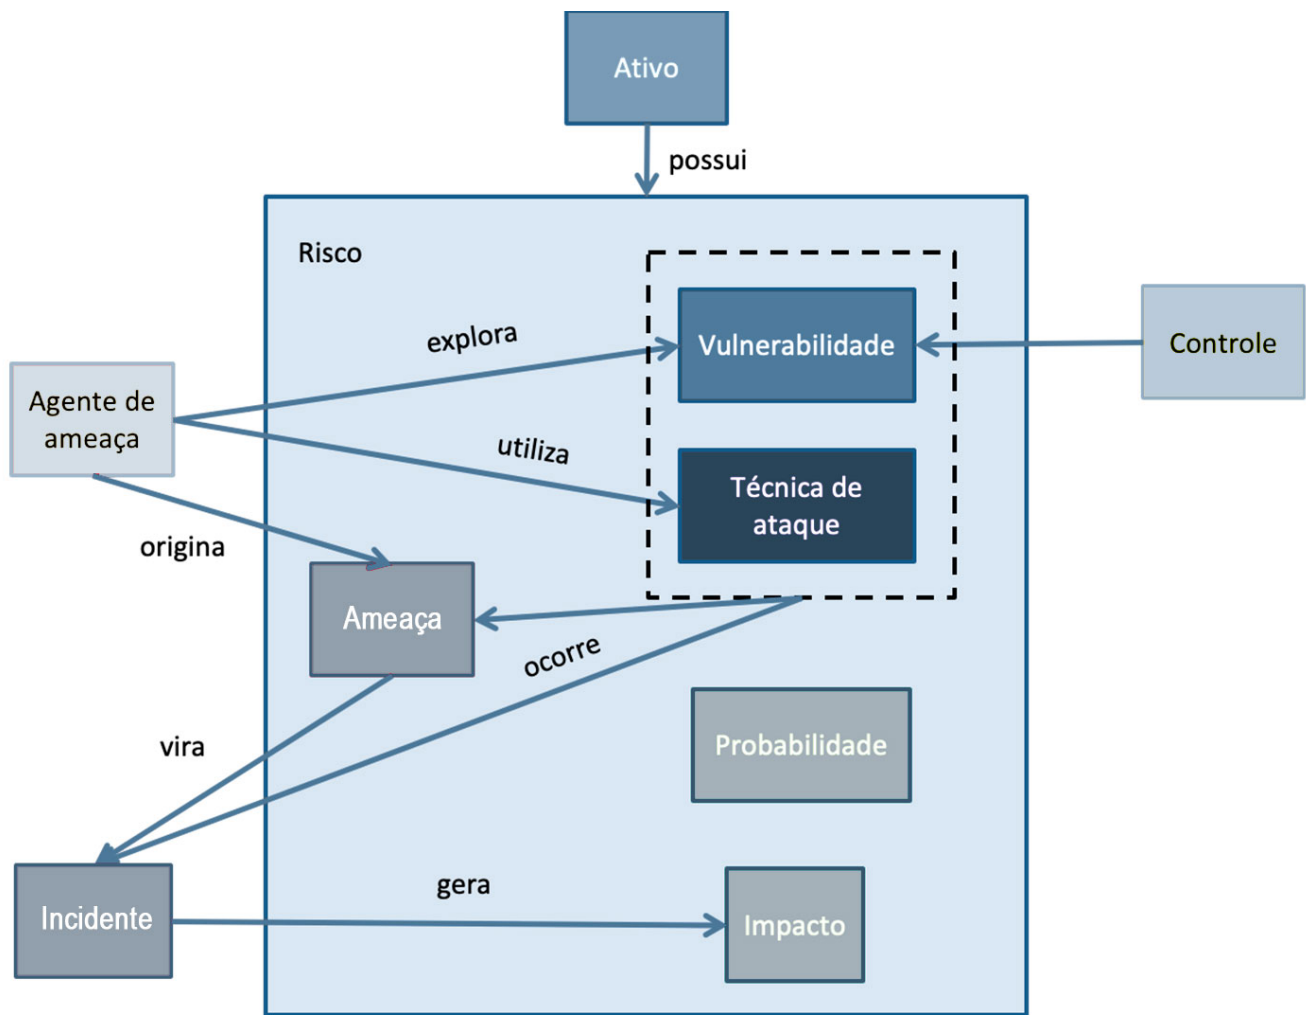 Ativo
possui
Risco
explora
Vulnerabilidade
Controle
Agente de
ameaça
utiliza
Técnica de
ataque
origina
Ameaça
ocorre
vira
Probabilidade
gera
Incidente
Impacto